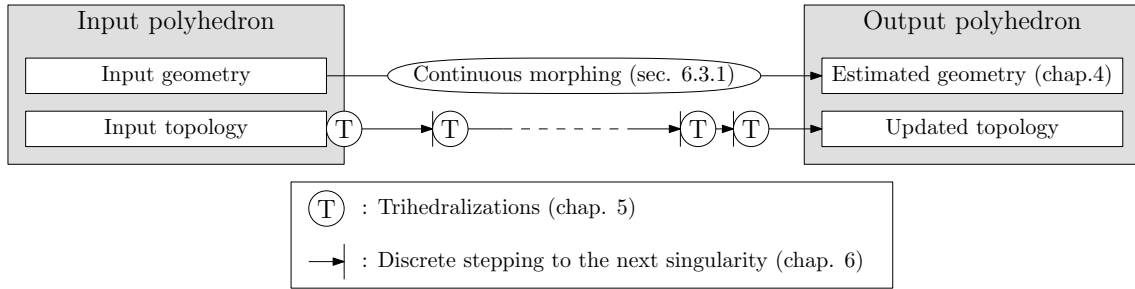 Input polyhedron
Output polyhedron
Input geometry
Continuous morphing (sec. 6.3.1)
Estimated geometry (chap.4)
Input topology
T
T
T
T
Updated topology
T : Trihedralizations (chap. 5)
: Discrete stepping to the next singularity (chap. 6)